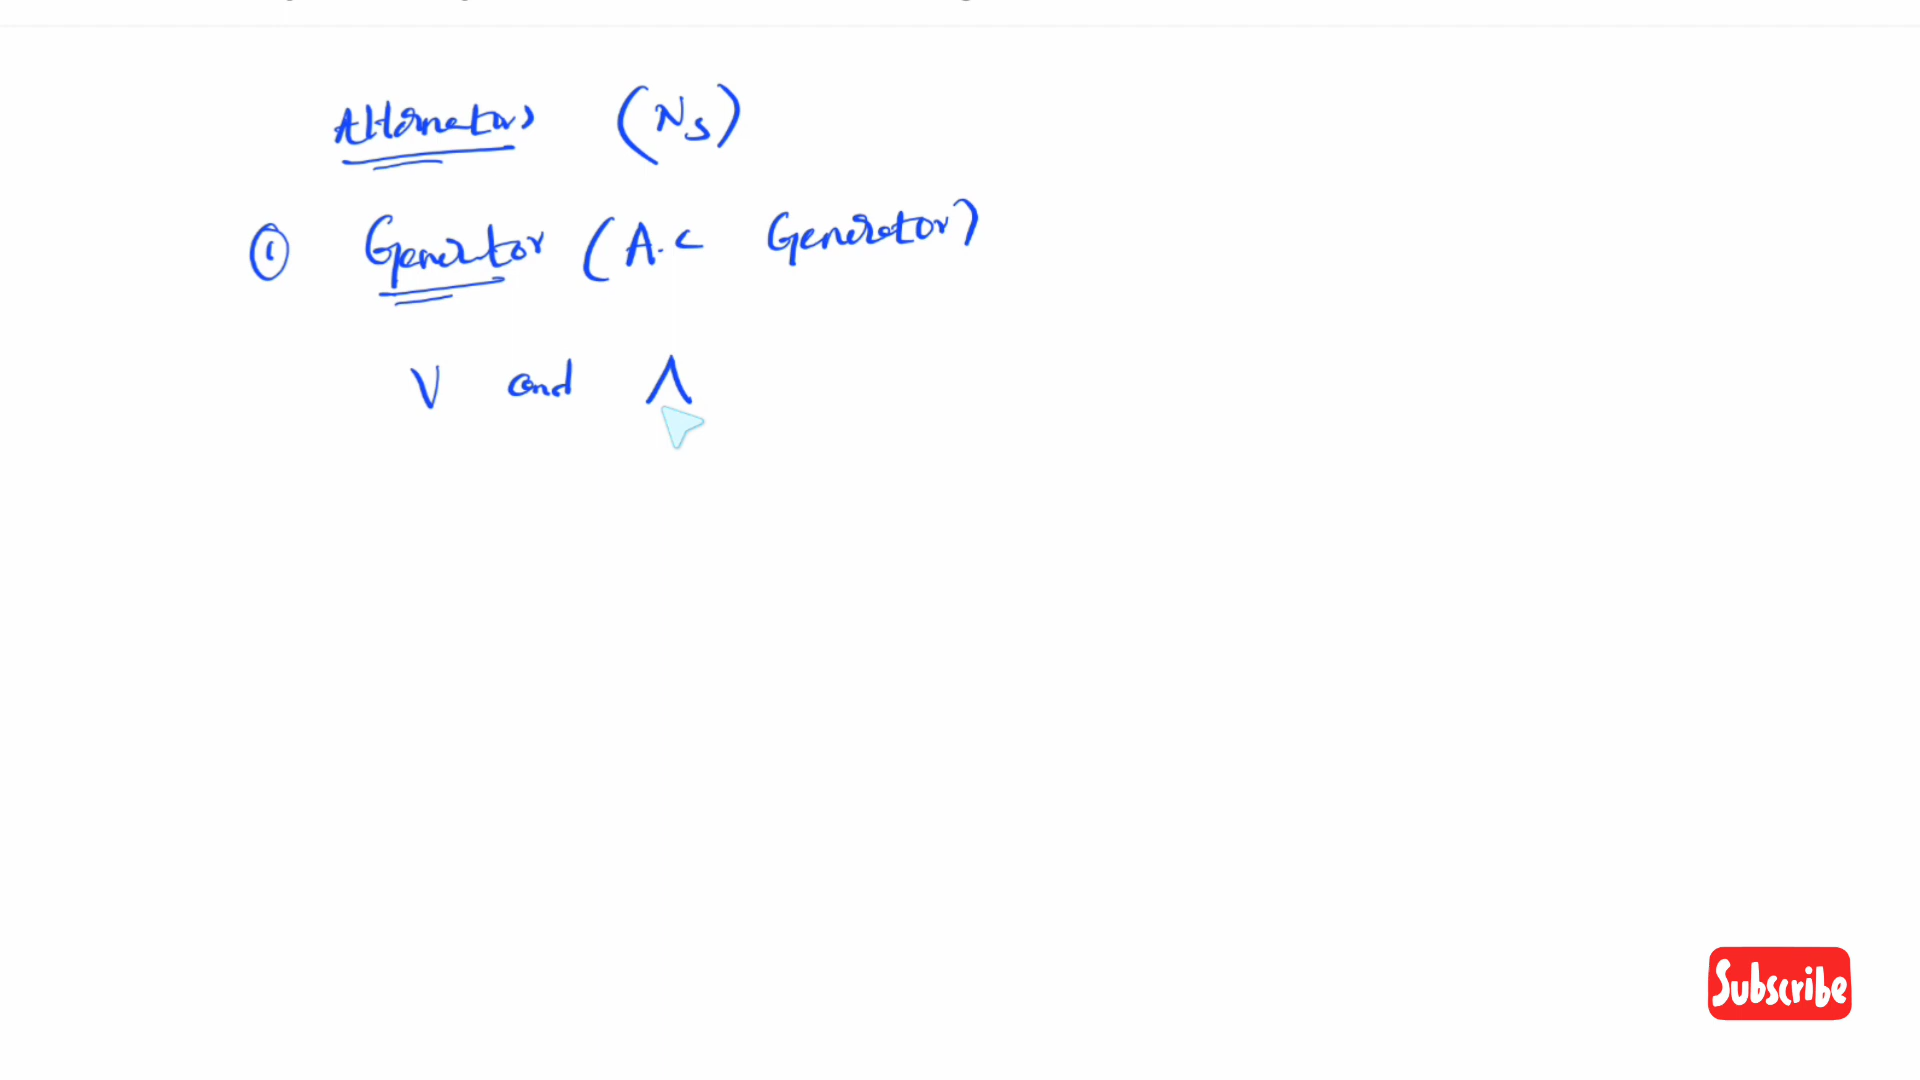 Alternators (Ns)
① Generator (A.C Generator)
V and Λ
Subscribe